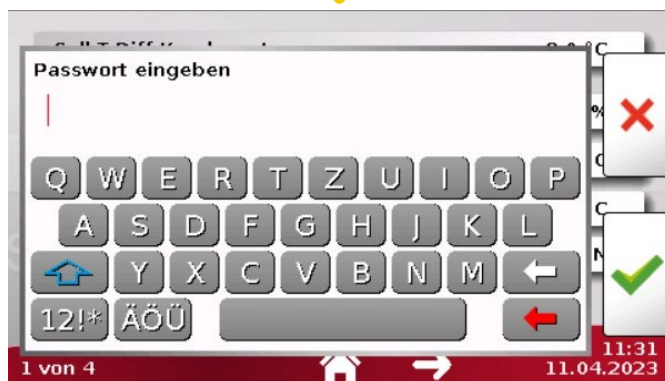 Passwort eingeben
%
C
Q W E R T Z U I O P
A S D F G H J K L
C
Y X C V B N M
N
12!* ÄÖÜ
11:31
1 von 4
11.04.2023